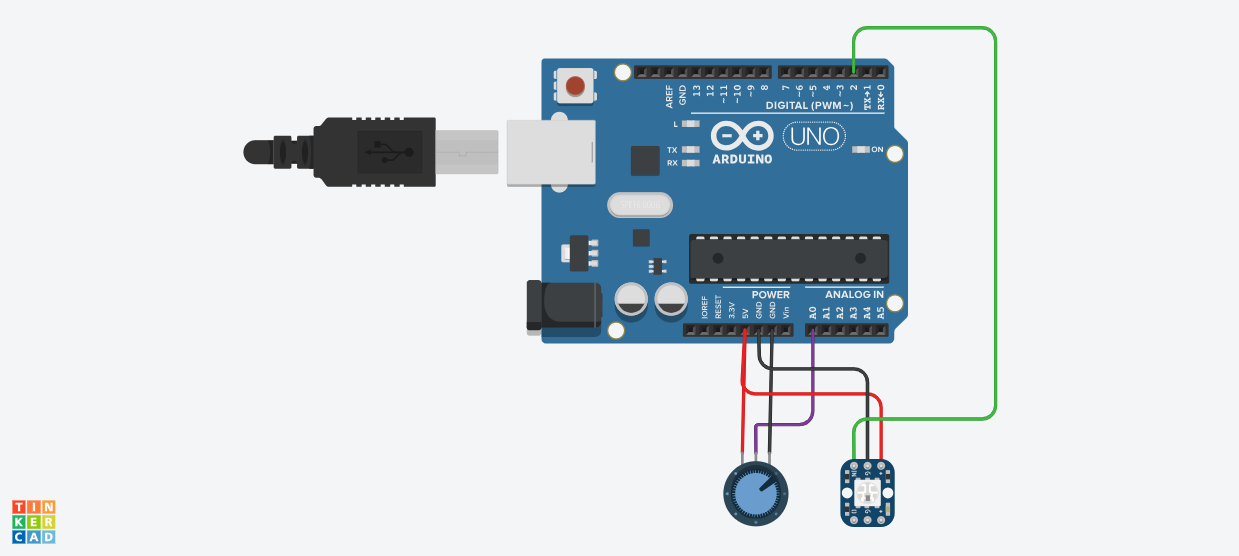 AREF
GND
13
12
~11
~10
~9
8
7
~6
~5
4
~3
2
TX→1
RX←0
DIGITAL (PWM~)
L
TX
RX
ARDUINO
UNO
ON
POWER
ANALOG IN
IOREF
RESET
3.3V
5V
GND
GND
Vin
A0
A1
A2
A3
A4
A5
TIN
KER
CAD